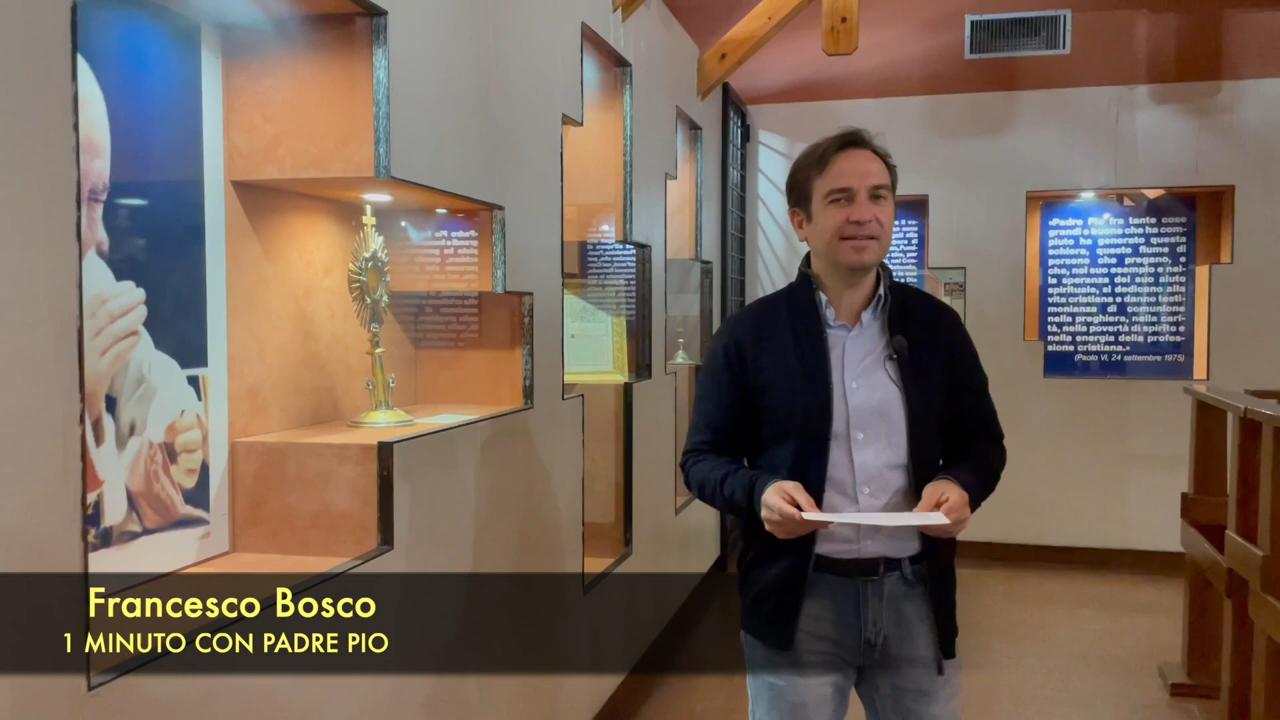 «Padre Pio fra tante cose
grandi e buone che ha com-
piuto ha generato questa
schiera, questo fiume di
persone che pregano, e
che, nel suo esempio e nel-
la speranza del suo aiuto
spirituale, si dedicano alla
vita cristiana e danno testi-
monianza di comunione
nella preghiera, nella cari-
tà, nella povertà di spirito e
nella energia della profes-
sione cristiana.»
(Paolo VI, 24 settembre 1975)
Francesco Bosco
1 MINUTO CON PADRE PIO